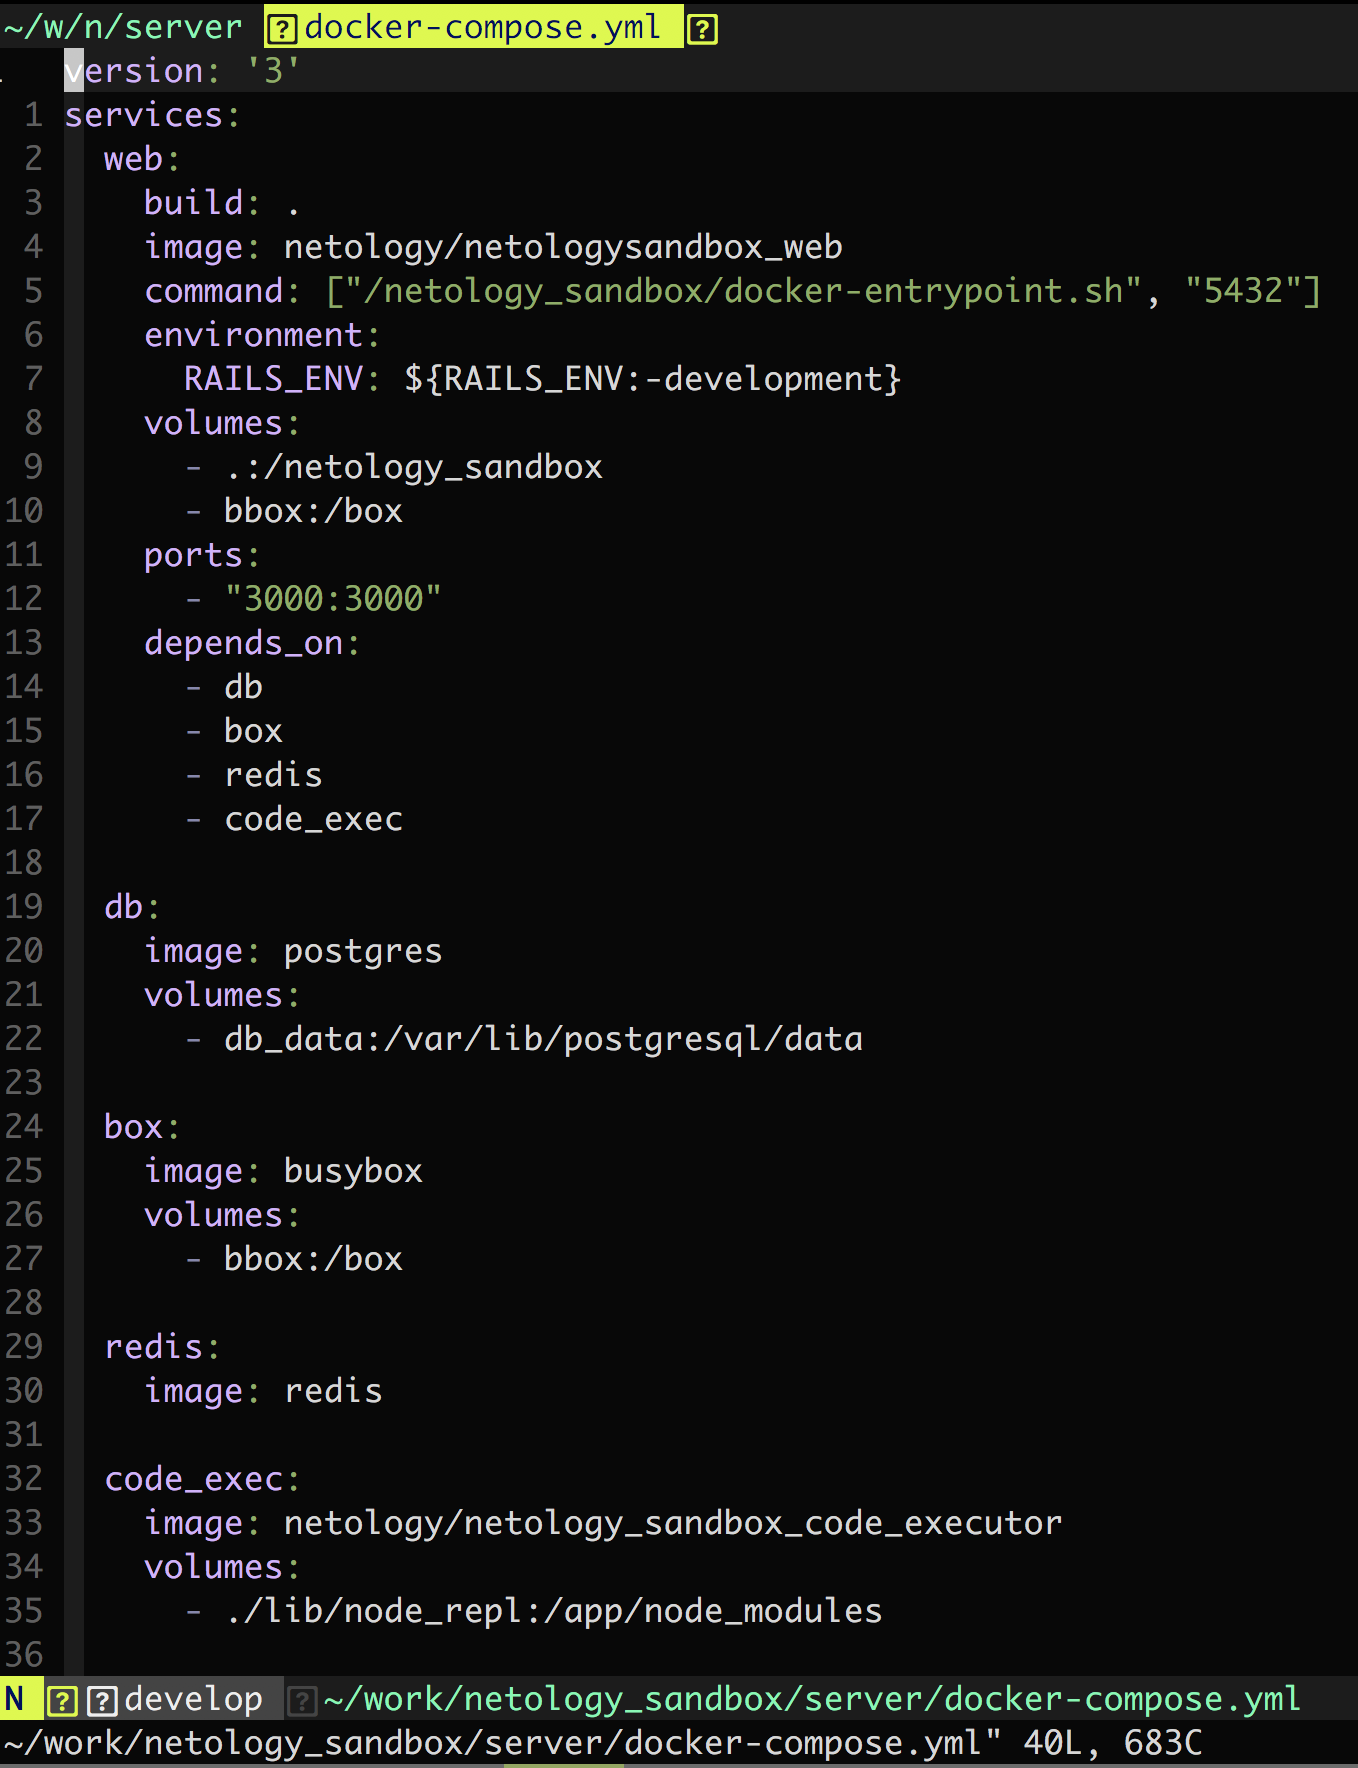 ~/w/n/server docker-compose.yml
version: '3'
1 services:
2   web:
3     build: .
4     image: netology/netologysandbox_web
5     command: ["/netology_sandbox/docker-entrypoint.sh", "5432"]
6     environment:
7       RAILS_ENV: ${RAILS_ENV:-development}
8     volumes:
9       - .:/netology_sandbox
10       - bbox:/box
11     ports:
12       - "3000:3000"
13     depends_on:
14       - db
15       - box
16       - redis
17       - code_exec
18
19   db:
20     image: postgres
21     volumes:
22       - db_data:/var/lib/postgresql/data
23
24   box:
25     image: busybox
26     volumes:
27       - bbox:/box
28
29   redis:
30     image: redis
31
32   code_exec:
33     image: netology/netology_sandbox_code_executor
34     volumes:
35       - ./lib/node_repl:/app/node_modules
36
N develop ~/work/netology_sandbox/server/docker-compose.yml
~/work/netology_sandbox/server/docker-compose.yml" 40L, 683C